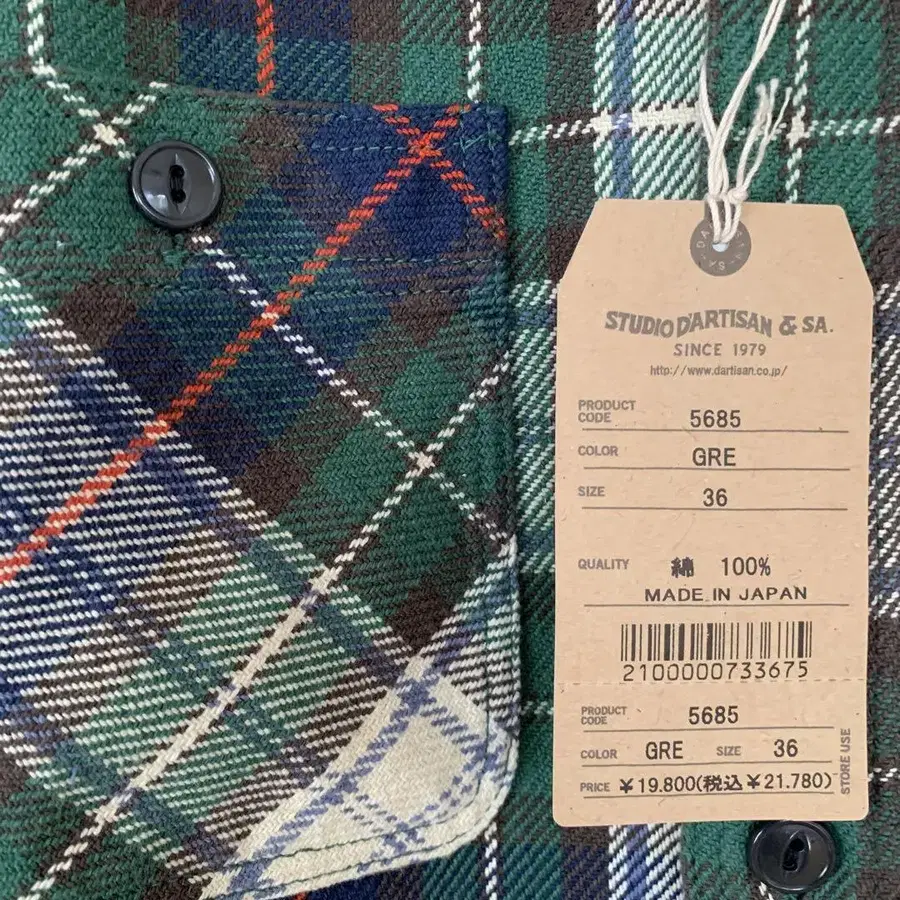 STUDIO D'ARTISAN & SA.
SINCE 1979
http://www.dartisan.co.jp/
PRODUCT CODE 5685
COLOR GRE
SIZE 36
QUALITY 綿 100%
MADE IN JAPAN
2100000733675
PRODUCT CODE 5685
COLOR GRE SIZE 36
PRICE ¥19.800(税込¥21.780)
STORE USE